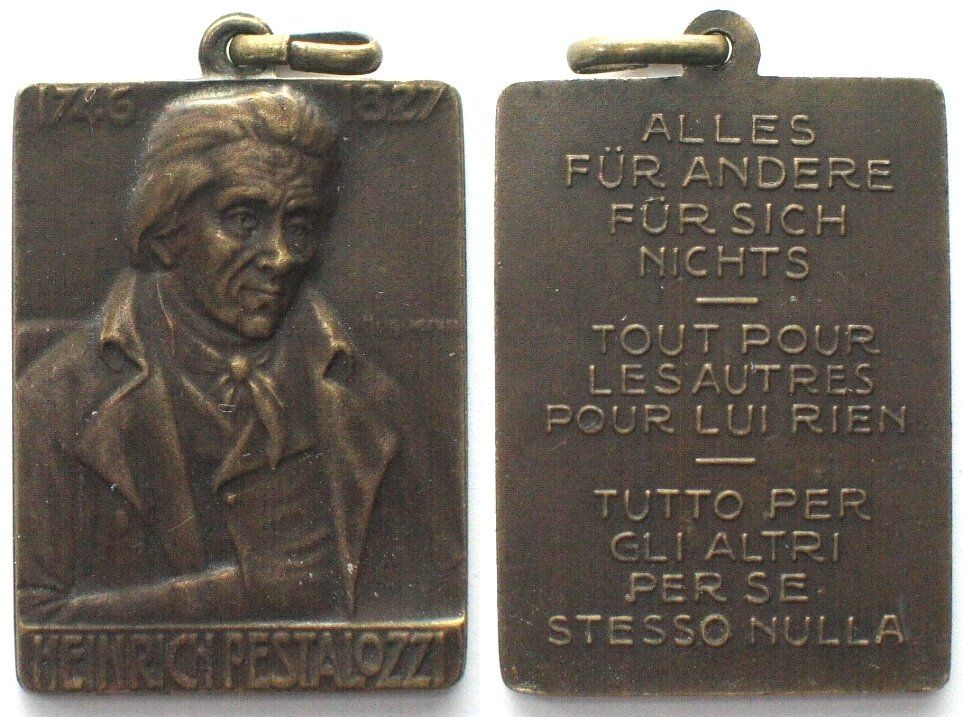 1746 1827
HEINRICH PESTALOZZI
ALLES
FÜR ANDERE
FÜR SICH
NICHTS
TOUT POUR
LES AUTRES
POUR LUI RIEN
TUTTO PER
GLI ALTRI
PER SE
STESSO NULLA